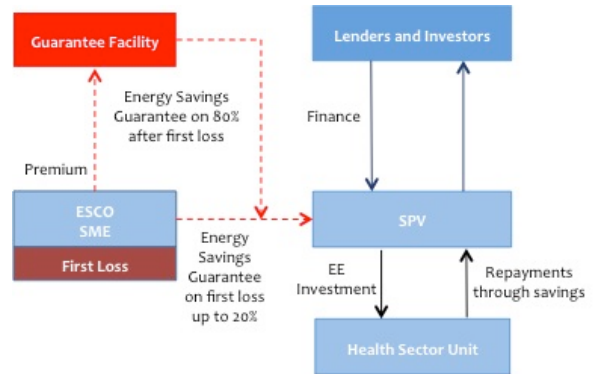 Guarantee Facility
Lenders and Investors
Energy Savings
Guarantee on 80%
after first loss
Finance
Premium
ESCO
SME
First Loss
SPV
Energy
Savings
Guarantee
on first loss
up to 20%
EE
Investment
Repayments
through savings
Health Sector Unit